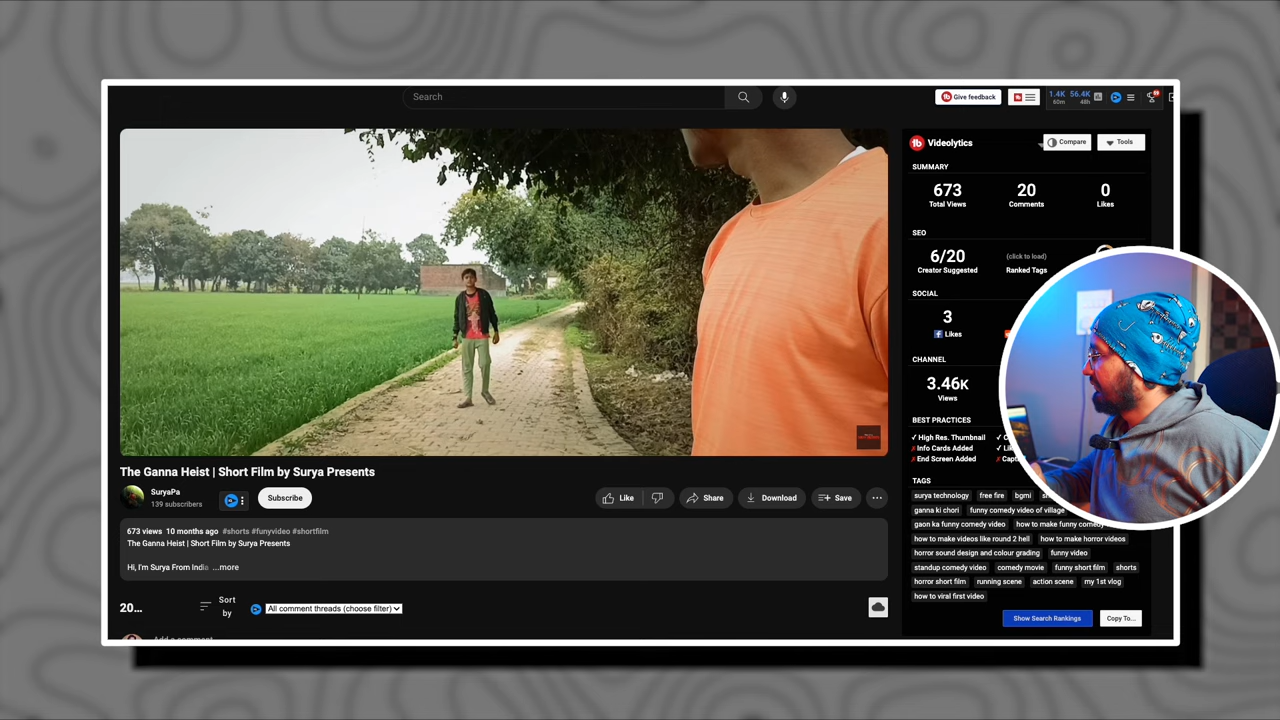 Search
Give feedback
1.4K 60m
56.4K 48h
Videolytics
Compare
Tools
SUMMARY
673
Total Views
20
Comments
0
Likes
SEO
6/20
Creator Suggested
(click to load)
Ranked Tags
SOCIAL
3
Likes
CHANNEL
3.46K
Views
BEST PRACTICES
✓ High Res. Thumbnail
✗ Info Cards Added
✗ End Screen Added
TAGS
surya technology
free fire
bgmi
ganna ki chori
funny comedy video of village
gaon ka funny comedy video
how to make funny comedy
how to make videos like round 2 hell
how to make horror videos
horror sound design and colour grading
funny video
standup comedy video
comedy movie
funny short film
shorts
horror short film
running scene
action scene
my 1st vlog
how to viral first video
Show Search Rankings
Copy To...
The Ganna Heist | Short Film by Surya Presents
SuryaPa
139 subscribers
Subscribe
Like
Share
Download
Save
673 views 10 months ago #shorts #funyvideo #shortfilm
The Ganna Heist | Short Film by Surya Presents
Hi, I'm Surya From India ...more
20...
Sort by
All comment threads (choose filter)
Add a comment